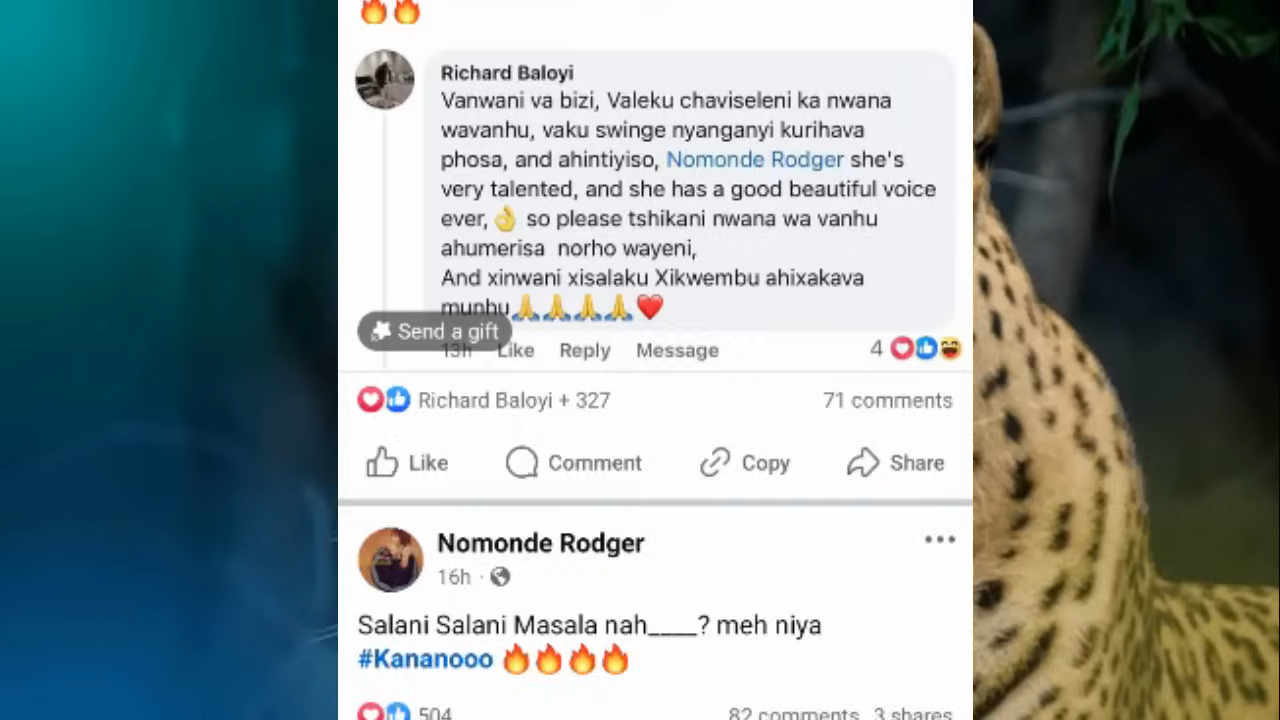 Richard Baloyi
Vanwani va bizi, Valeku chaviseleni ka nwana
wavanhu, vaku swinge nyanganyi kurihava
phosa, and ahintiyiso, Nomonde Rodger she's
very talented, and she has a good beautiful voice
ever,👌 so please tshikani nwana wa vanhu
ahumerisa norho wayeni,
And xinwani xisalaku Xikwembu ahixakava
munhu🙏🙏🙏🙏❤️
Send a gift
13h Like Reply Message 4
Richard Baloyi + 327 71 comments
Like Comment Copy Share
Nomonde Rodger
16h ·
Salani Salani Masala nah____? meh niya
#Kananooo 🔥🔥🔥🔥
504 82 comments 3 shares